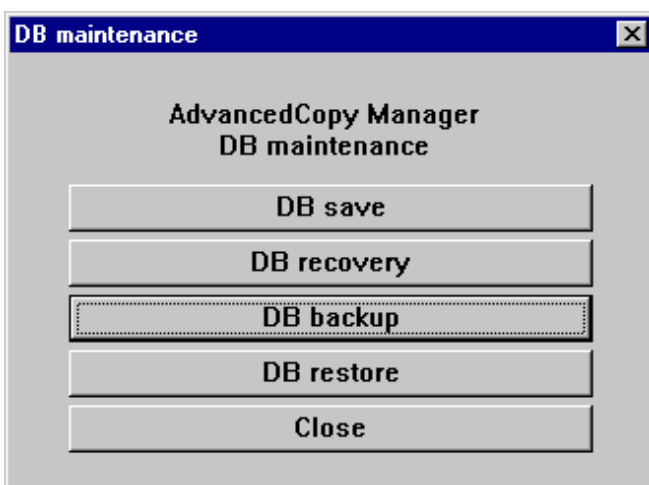 DB maintenance
AdvancedCopy Manager
DB maintenance
DB save
DB recovery
DB backup
DB restore
Close